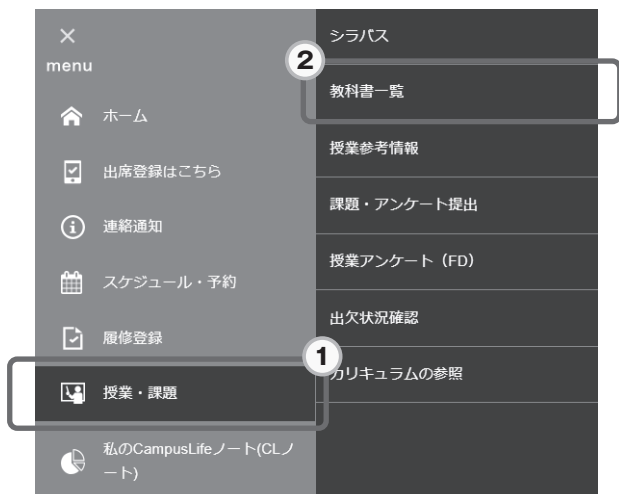 ×
menu
ホーム
出席登録はこちら
連絡通知
スケジュール・予約
履修登録
1
授業・課題
私のCampusLifeノート(CLノ
ート)
シラバス
2
教科書一覧
授業参考情報
課題・アンケート提出
授業アンケート（FD）
出欠状況確認
カリキュラムの参照